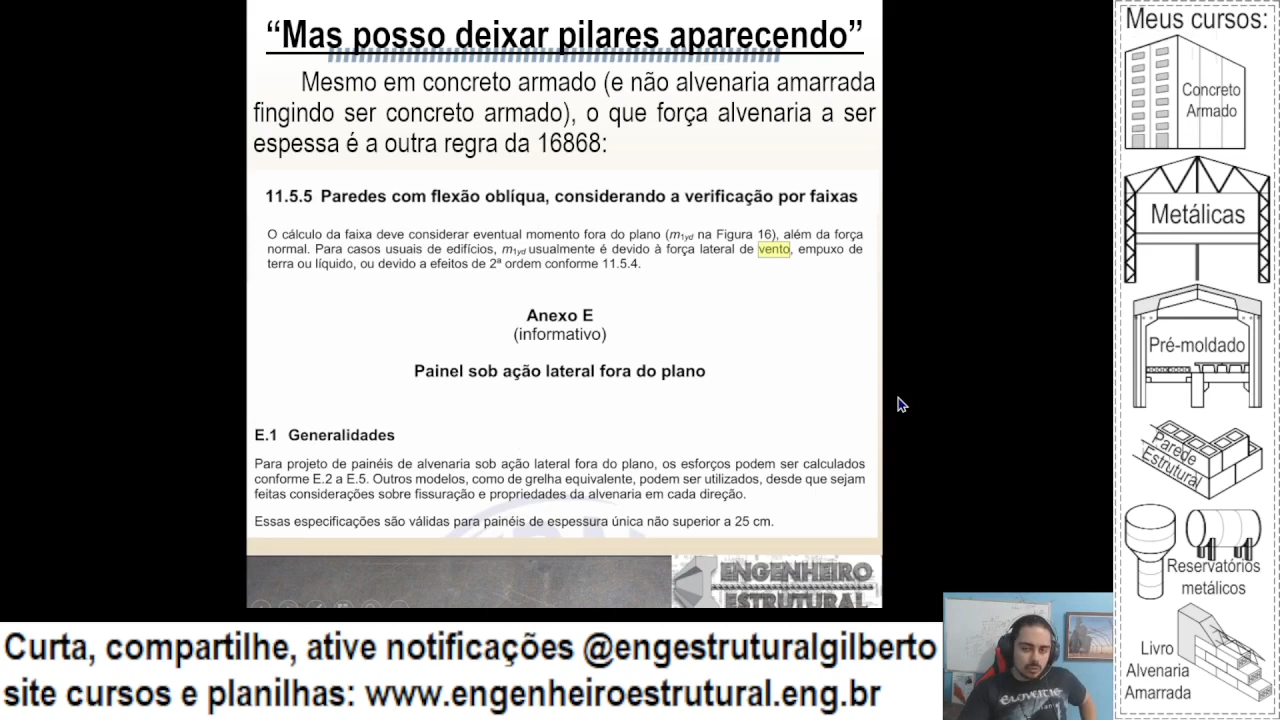 “Mas posso deixar pilares aparecendo”
Mesmo em concreto armado (e não alvenaria amarrada
fingindo ser concreto armado), o que força alvenaria a ser
espessa é a outra regra da 16868:
11.5.5 Paredes com flexão oblíqua, considerando a verificação por faixas
O cálculo da faixa deve considerar eventual momento fora do plano (m1yd na Figura 16), além da força
normal. Para casos usuais de edifícios, m1yd usualmente é devido à força lateral de vento, empuxo de
terra ou líquido, ou devido a efeitos de 2ª ordem conforme 11.5.4.
Anexo E
(informativo)
Painel sob ação lateral fora do plano
E.1 Generalidades
Para projeto de painéis de alvenaria sob ação lateral fora do plano, os esforços podem ser calculados
conforme E.2 a E.5. Outros modelos, como de grelha equivalente, podem ser utilizados, desde que sejam
feitas considerações sobre fissuração e propriedades da alvenaria em cada direção.
Essas especificações são válidas para painéis de espessura única não superior a 25 cm.
ENGENHEIRO
ESTRUTURAL
Curta, compartilhe, ative notificações @engestruturalgilberto
site cursos e planilhas: www.engenheiroestrutural.eng.br
Meus cursos:
Concreto
Armado
Metálicas
Pré-moldado
Parede
Estrutural
Reservatórios
metálicos
Livro
Alvenaria
Amarrada